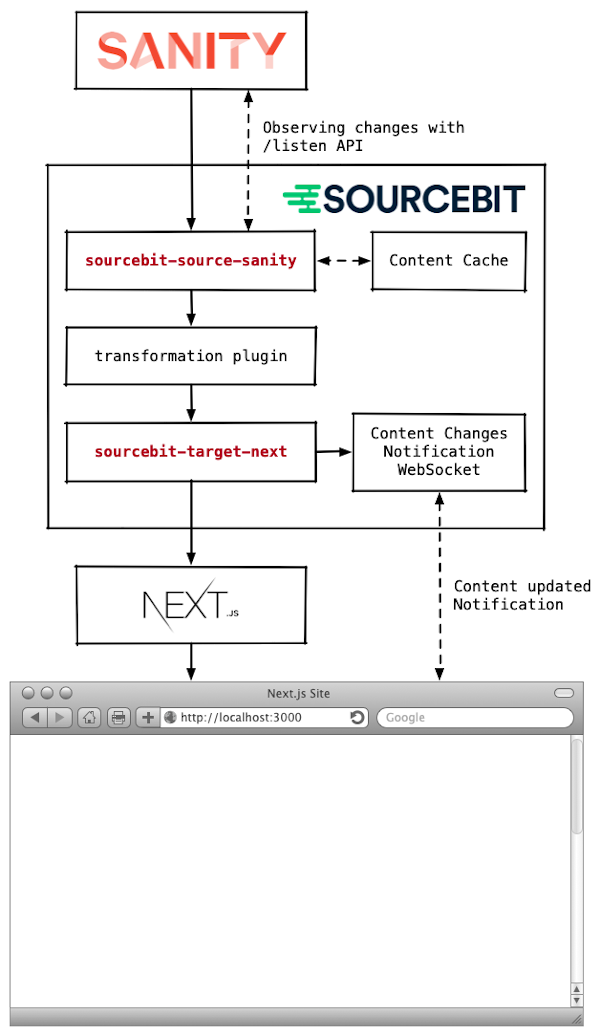 SANITY
Observing changes with
/listen API
SOURCEBIT
sourcebit-source-sanity
Content Cache
transformation plugin
sourcebit-target-next
Content Changes
Notification
WebSocket
NEXT.JS
Content updated
Notification
Next.js Site
http://localhost:3000
Google